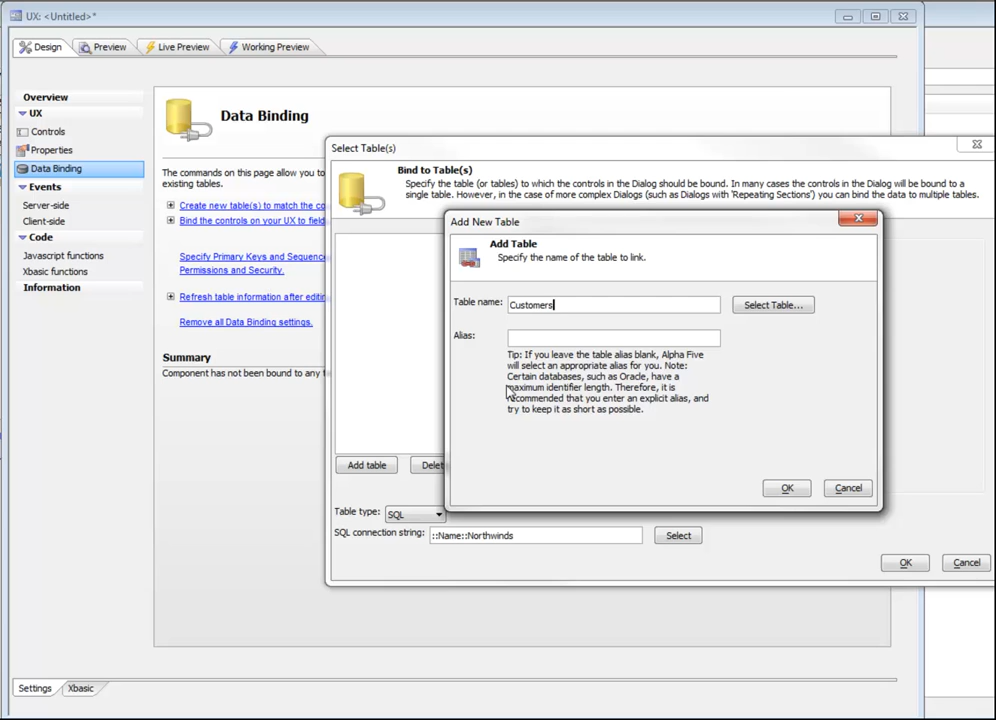 UX: <Untitled>*
Design
Preview
Live Preview
Working Preview
Overview
UX
Controls
Properties
Data Binding
Events
Server-side
Client-side
Code
Javascript functions
Xbasic functions
Information
Data Binding
The commands on this page allow you to
existing tables.
Create new table(s) to match the co
Bind the controls on your UX to field
Specify Primary Keys and Sequence
Permissions and Security.
Refresh table information after editin
Remove all Data Binding settings.
Summary
Component has not been bound to any
Select Table(s)
Bind to Table(s)
Specify the table (or tables) to which the controls in the Dialog should be bound. In many cases the controls in the Dialog will be bound to a
single table. However, in the case of more complex Dialogs (such as Dialogs with 'Repeating Sections') you can bind the data to multiple tables.
Add New Table
Add Table
Specify the name of the table to link.
Table name:
Customers
Select Table...
Alias:
Tip: If you leave the table alias blank, Alpha Five
will select an appropriate alias for you. Note:
Certain databases, such as Oracle, have a
maximum identifier length. Therefore, it is
recommended that you enter an explicit alias, and
try to keep it as short as possible.
OK
Cancel
Add table
Delet
Table type:
SQL
SQL connection string:
::Name::Northwinds
Select
OK
Cancel
Settings
Xbasic